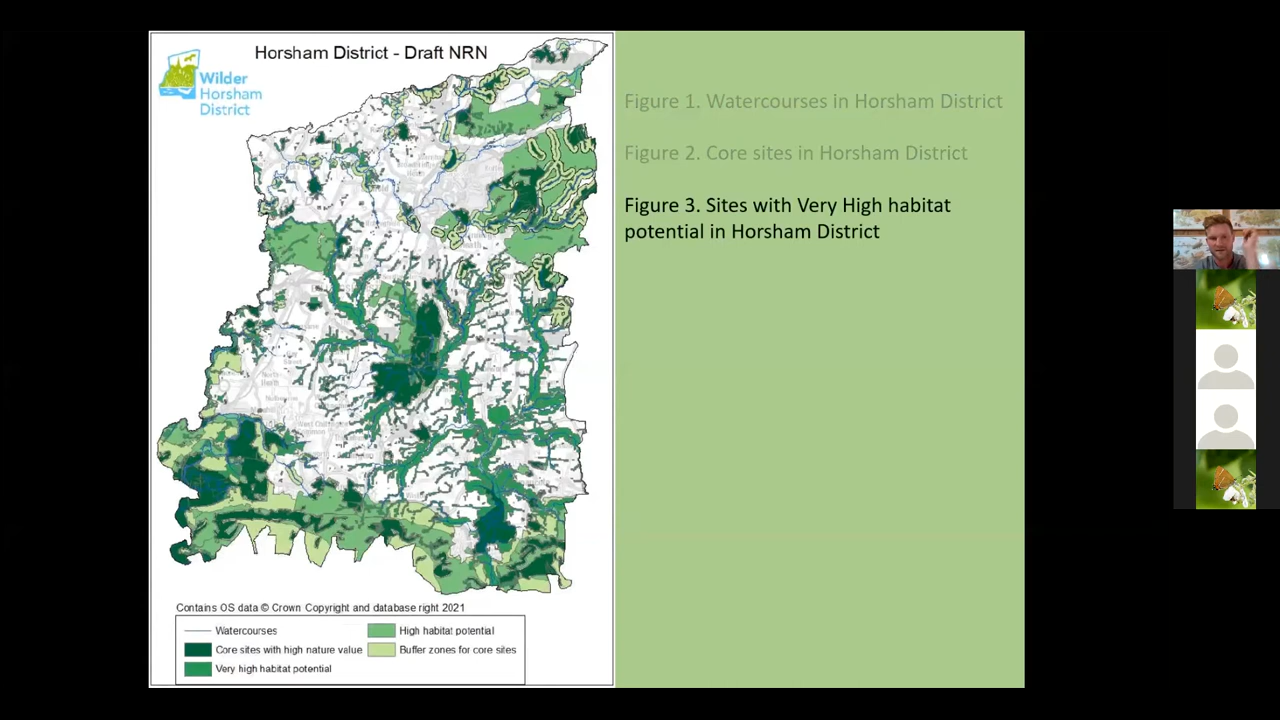 Horsham District - Draft NRN
Wilder
Horsham
District
Contains OS data © Crown Copyright and database right 2021
Watercourses
Core sites with high nature value
Very high habitat potential
High habitat potential
Buffer zones for core sites
Figure 1. Watercourses in Horsham District
Figure 2. Core sites in Horsham District
Figure 3. Sites with Very High habitat
potential in Horsham District